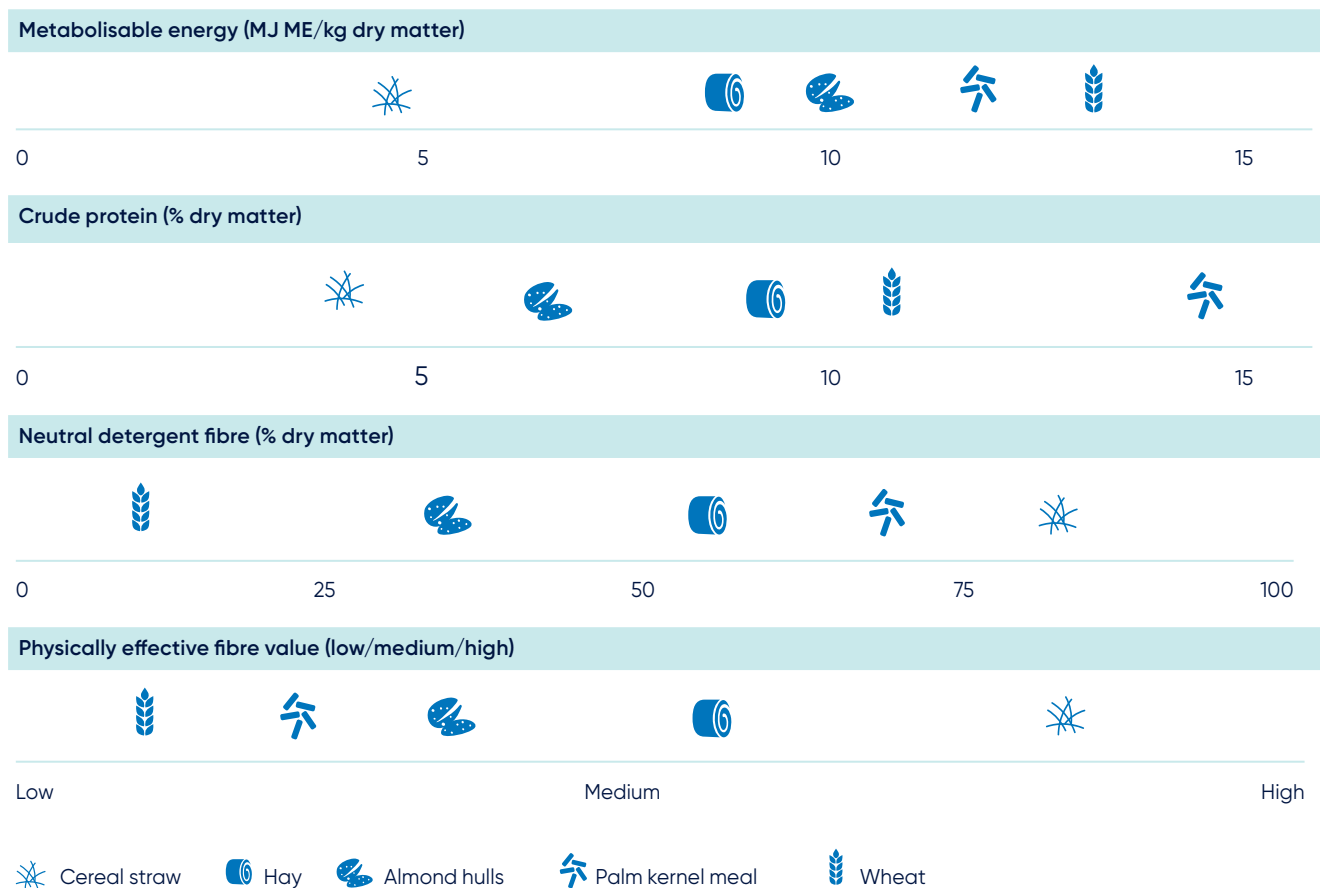 Metabolisable energy (MJ ME/kg dry matter)
0 5 10 15
Crude protein (% dry matter)
0 5 10 15
Neutral detergent fibre (% dry matter)
0 25 50 75 100
Physically effective fibre value (low/medium/high)
Low Medium High
Cereal straw Hay Almond hulls Palm kernel meal Wheat